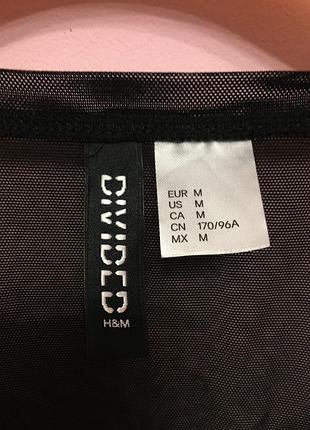 DIVIDED
H&M
EUR M
US M
CA M
CN 170/96A
MX M